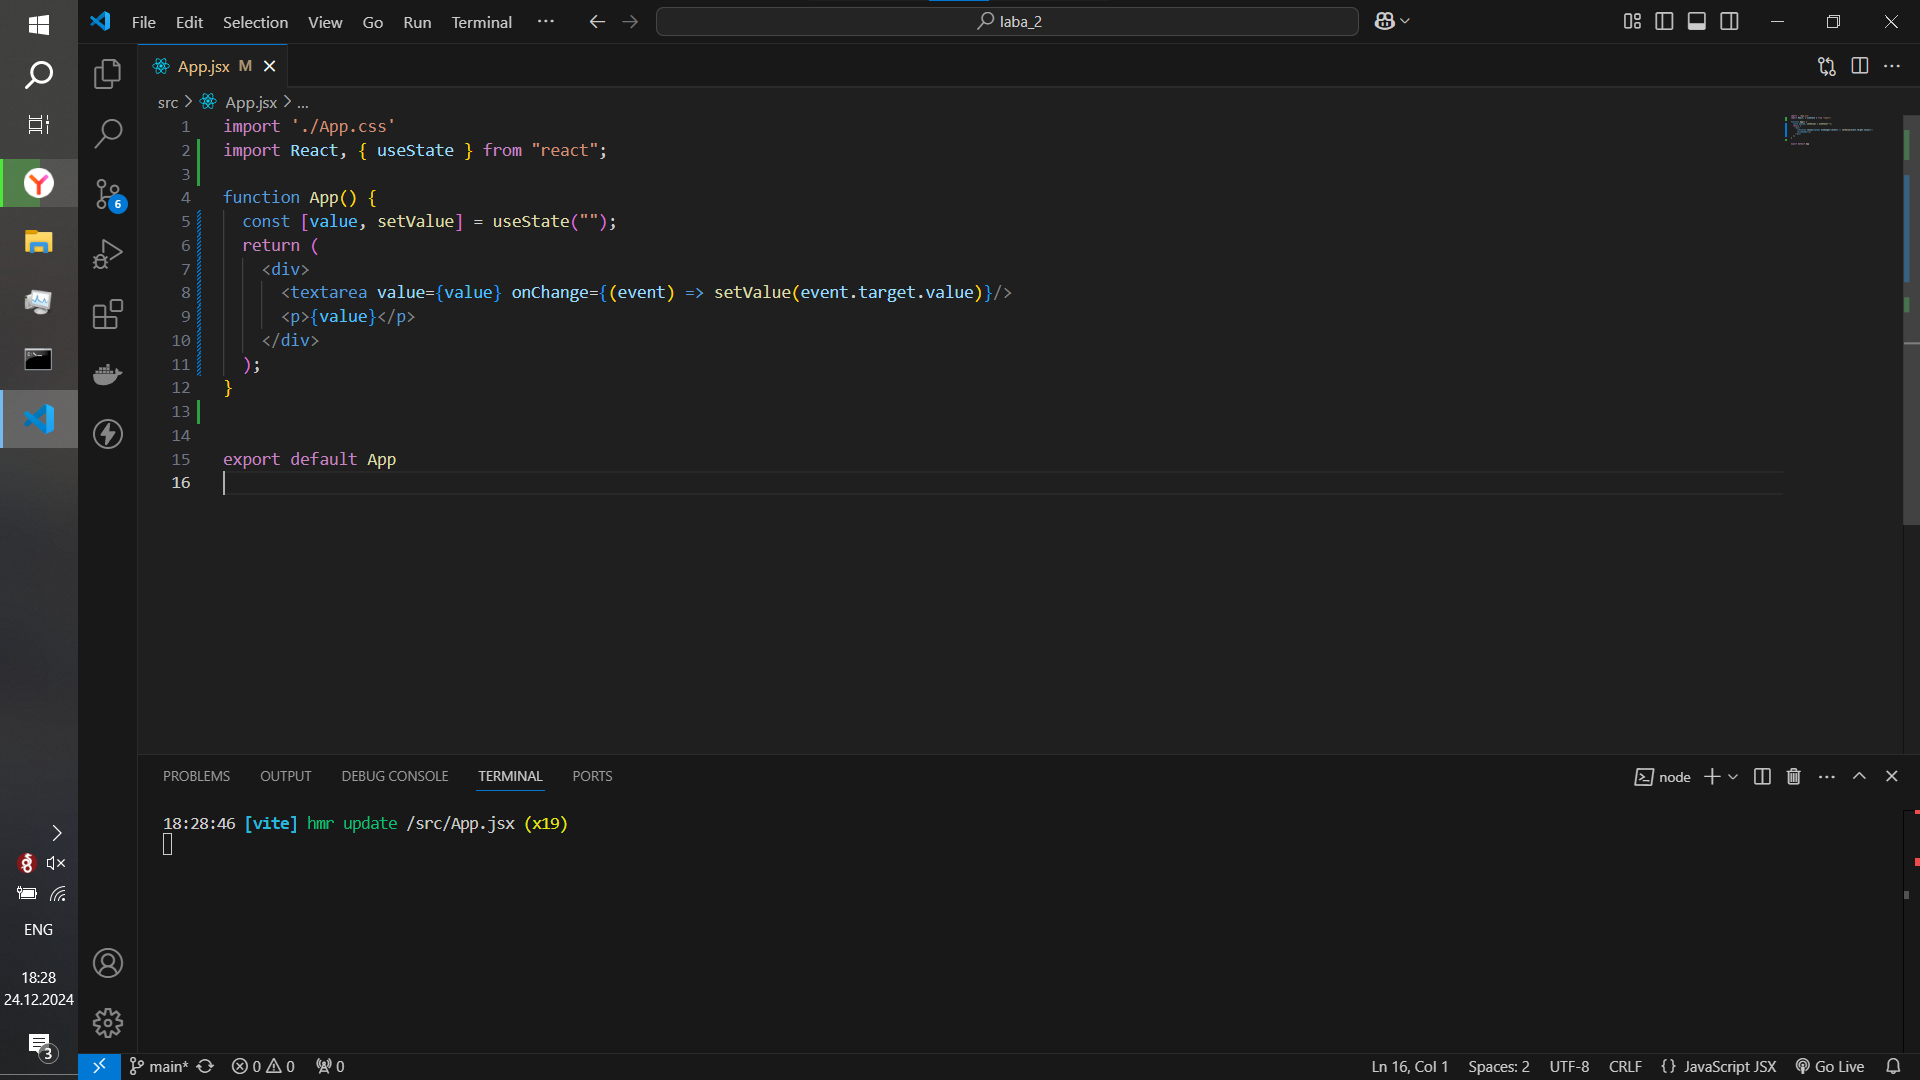 File Edit Selection View Go Run Terminal ··· laba_2
App.jsx M
src > App.jsx > ...
1 import './App.css'
2 import React, { useState } from "react";
3
4 function App() {
5 const [value, setValue] = useState("");
6 return (
7 <div>
8 <textarea value={value} onChange={(event) => setValue(event.target.value)}/>
9 <p>{value}</p>
10 </div>
11 );
12 }
13
14
15 export default App
16
6
PROBLEMS OUTPUT DEBUG CONSOLE TERMINAL PORTS node
18:28:46 [vite] hmr update /src/App.jsx (x19)
ENG
18:28
24.12.2024
3
main* 0 0 0 Ln 16, Col 1 Spaces: 2 UTF-8 CRLF {} JavaScript JSX Go Live